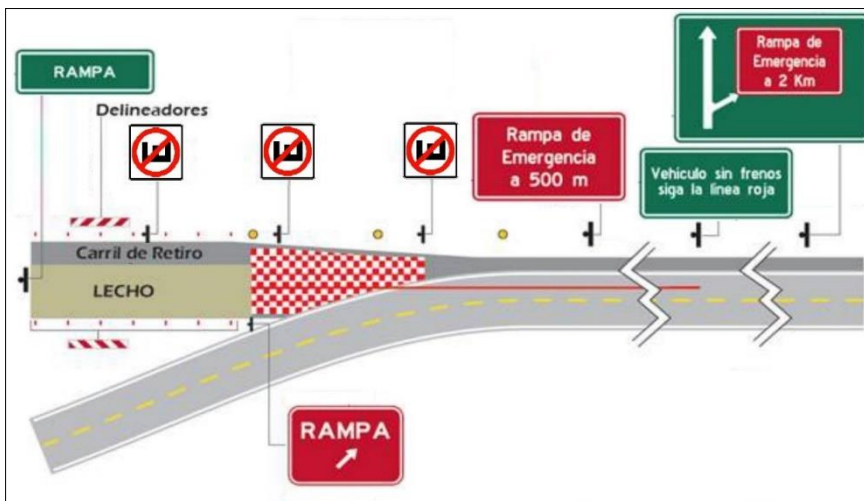 RAMPA
Delineadores
Rampa de
Emergencia
a 500 m
Vehiculo sin frenos
siga la línea roja
Rampa de
Emergencia
a 2 Km
Carril de Retiro
LECHO
RAMPA